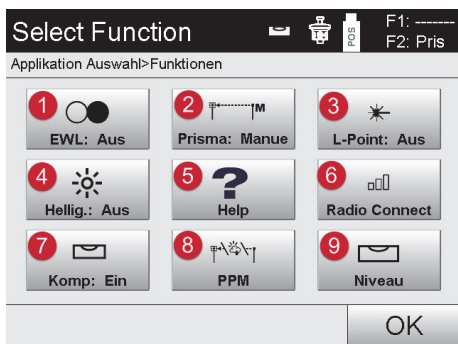 Select Function
POS
F1: -------
F2: Pris
Applikation Auswahl>Funktionen
1
EWL: Aus
2
M
Prisma: Manue
3
L-Point: Aus
4
Hellig.: Aus
5
?
Help
6
Radio Connect
7
Komp: Ein
8
PPM
9
Niveau
OK